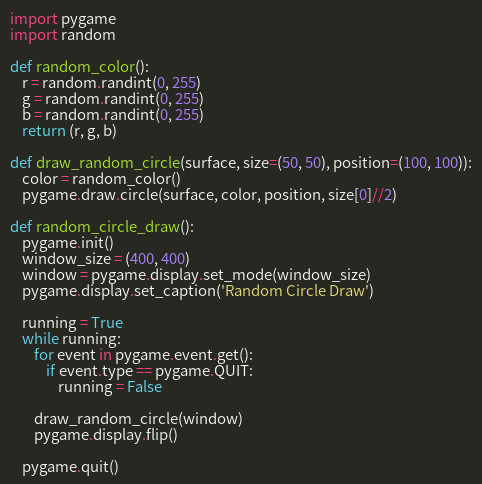 import pygame
import random

def random_color():
    r = random.randint(0, 255)
    g = random.randint(0, 255)
    b = random.randint(0, 255)
    return (r, g, b)

def draw_random_circle(surface, size=(50, 50), position=(100, 100)):
    color = random_color()
    pygame.draw.circle(surface, color, position, size[0]//2)

def random_circle_draw():
    pygame.init()
    window_size = (400, 400)
    window = pygame.display.set_mode(window_size)
    pygame.display.set_caption('Random Circle Draw')

    running = True
    while running:
        for event in pygame.event.get():
            if event.type == pygame.QUIT:
                running = False

        draw_random_circle(window)
        pygame.display.flip()

    pygame.quit()